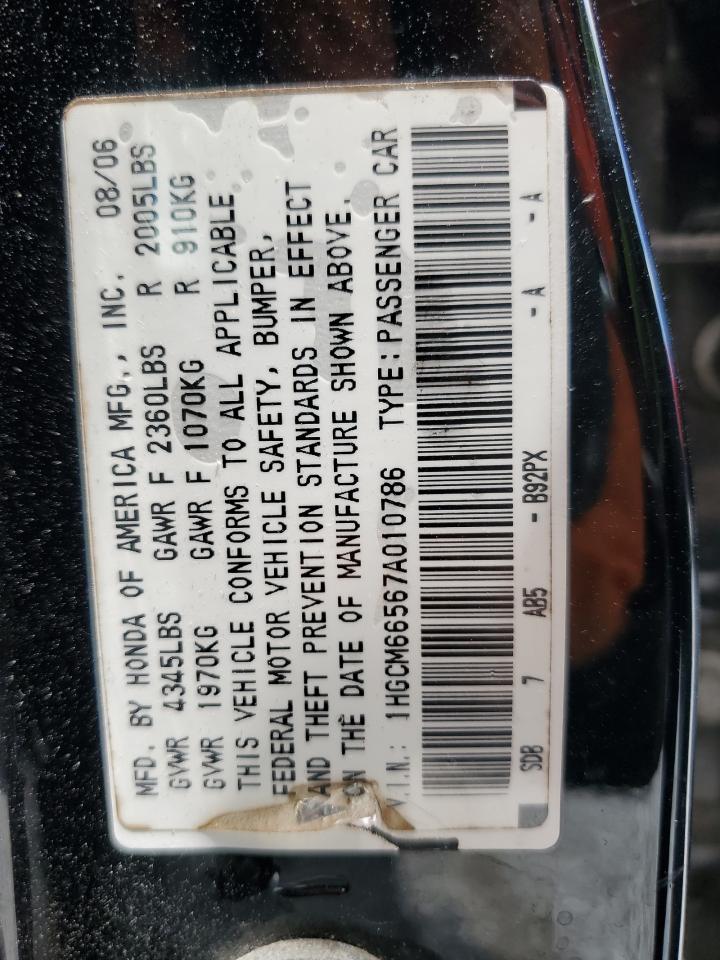 MFD. BY HONDA OF AMERICA MFG., INC. 08/06
GVWR 4345LBS GAWR F 2360LBS R 2005LBS
GVWR 1970KG GAWR F 1070KG R 910KG
THIS VEHICLE CONFORMS TO ALL APPLICABLE
FEDERAL MOTOR VEHICLE SAFETY, BUMPER,
AND THEFT PREVENTION STANDARDS IN EFFECT
ON THE DATE OF MANUFACTURE SHOWN ABOVE.
V.I.N.: 1HGCM66567A010786 TYPE:PASSENGER CAR
SDB 7 AB5 - B92PX - A - A